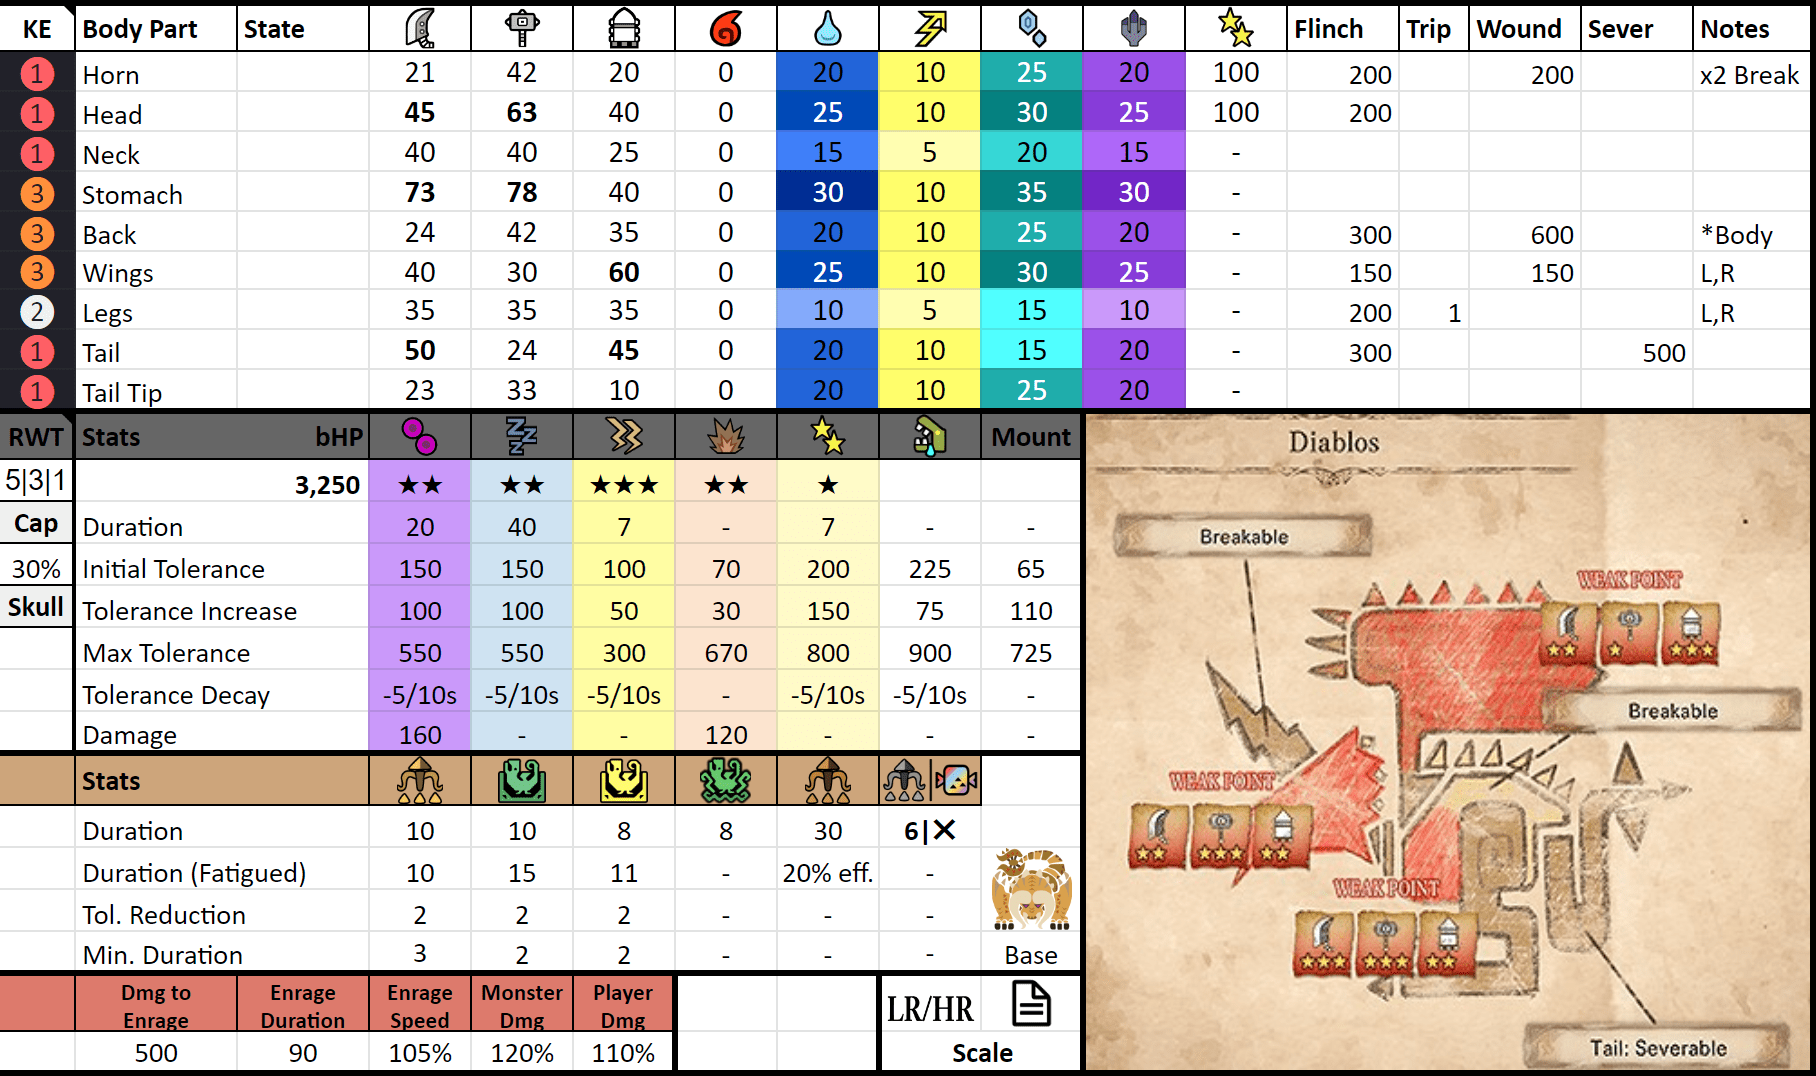 KE Body Part State Flinch Trip Wound Sever Notes
1 Horn 21 42 20 0 20 10 25 20 100 200 200 x2 Break
1 Head 45 63 40 0 25 10 30 25 100 200
1 Neck 40 40 25 0 15 5 20 15 -
3 Stomach 73 78 40 0 30 10 35 30 -
3 Back 24 42 35 0 20 10 25 20 - 300 600 *Body
3 Wings 40 30 60 0 25 10 30 25 - 150 150 L,R
2 Legs 35 35 35 0 10 5 15 10 - 200 1 L,R
1 Tail 50 24 45 0 20 10 15 20 - 300 500
1 Tail Tip 23 33 10 0 20 10 25 20 -
RWT Stats bHP Mount
5|3|1 3,250 ★★ ★★ ★★★ ★★ ★
Cap Duration 20 40 7 - 7 - -
30% Initial Tolerance 150 150 100 70 200 225 65
Skull Tolerance Increase 100 100 50 30 150 75 110
Max Tolerance 550 550 300 670 800 900 725
Tolerance Decay -5/10s -5/10s -5/10s - -5/10s -5/10s -
Damage 160 - - 120 - - -
Stats
Duration 10 10 8 8 30 6|✕
Duration (Fatigued) 10 15 11 - 20% eff. -
Tol. Reduction 2 2 2 - - -
Min. Duration 3 2 2 - - - Base
Dmg to Enrage Enrage Duration Enrage Speed Monster Dmg Player Dmg LR/HR
500 90 105% 120% 110% Scale
Diablos
Breakable
WEAK POINT
Breakable
WEAK POINT
WEAK POINT
Tail: Severable